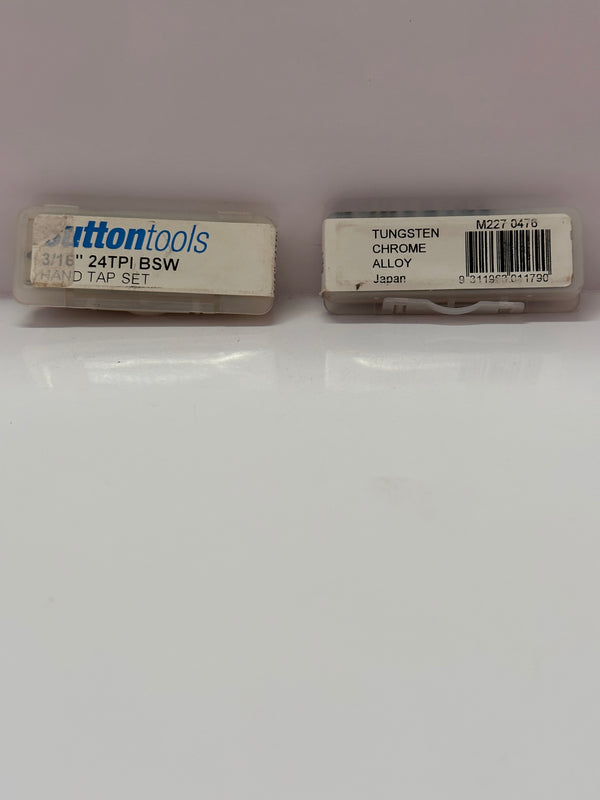 suttontools
3/16" 24TPI BSW
HAND TAP SET
M227 0476
TUNGSTEN
CHROME
ALLOY
Japan